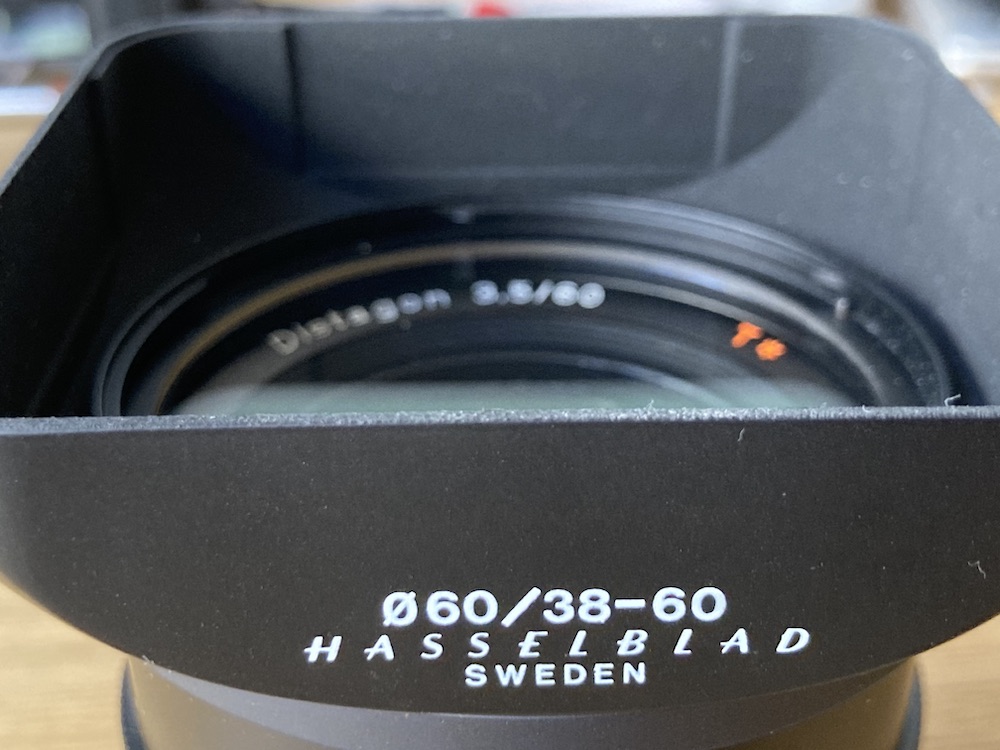 Distagon 3,5/60
T*
Ø60/38-60
HASSELBLAD
SWEDEN